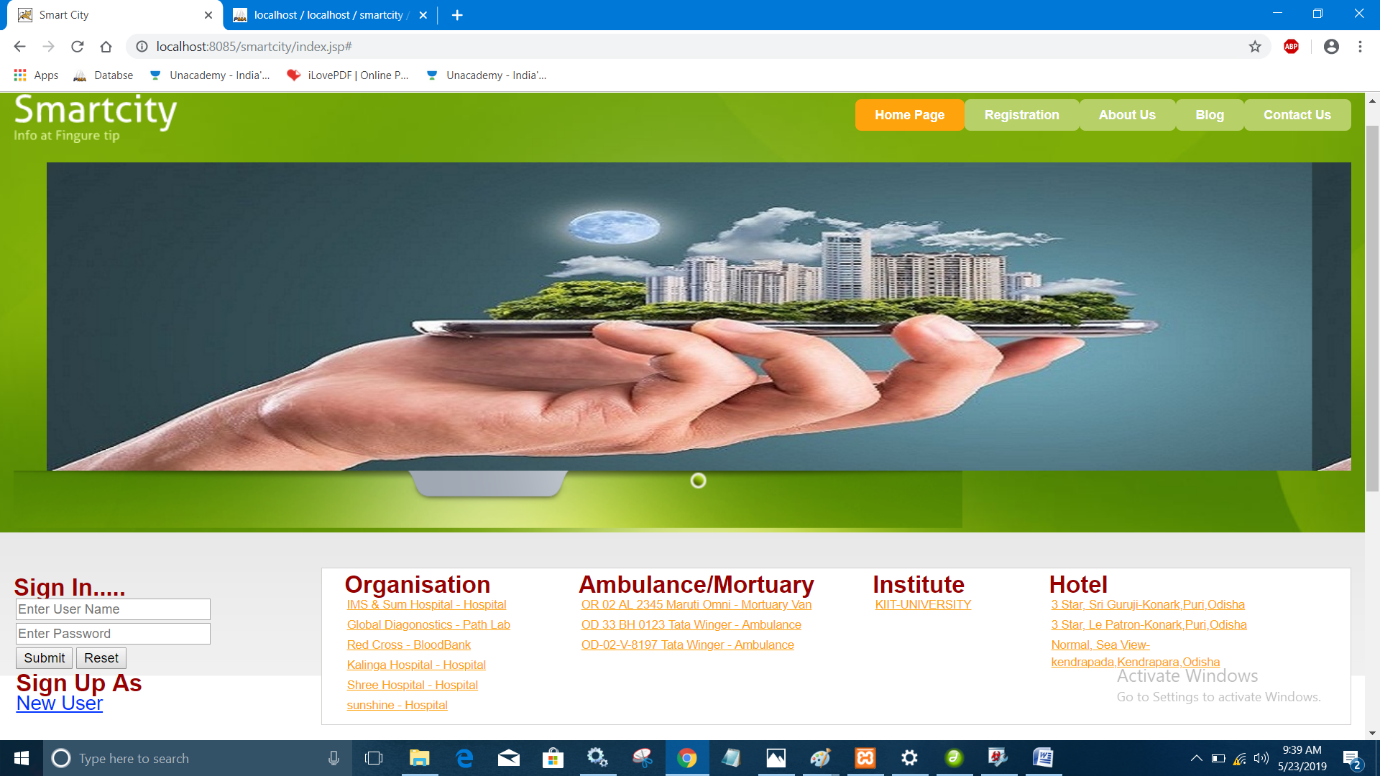 Smart City
localhost / localhost / smartcity /
localhost:8085/smartcity/index.jsp#
ABP
Apps Databse Unacademy - India'... iLovePDF | Online P... Unacademy - India'...
Smartcity
Info at Fingure tip
Home Page Registration About Us Blog Contact Us
Sign In.....
Enter User Name
Enter Password
Submit Reset
Sign Up As
New User
Organisation
IMS & Sum Hospital - Hospital
Global Diagonostics - Path Lab
Red Cross - BloodBank
Kalinga Hospital - Hospital
Shree Hospital - Hospital
sunshine - Hospital
Ambulance/Mortuary
OR 02 AL 2345 Maruti Omni - Mortuary Van
OD 33 BH 0123 Tata Winger - Ambulance
OD-02-V-8197 Tata Winger - Ambulance
Institute
KIIT-UNIVERSITY
Hotel
3 Star, Sri Guruji-Konark,Puri,Odisha
3 Star, Le Patron-Konark,Puri,Odisha
Normal, Sea View-
kendrapada,Kendrapara,Odisha
Activate Windows
Go to Settings to activate Windows.
Type here to search
9:39 AM
5/23/2019
2